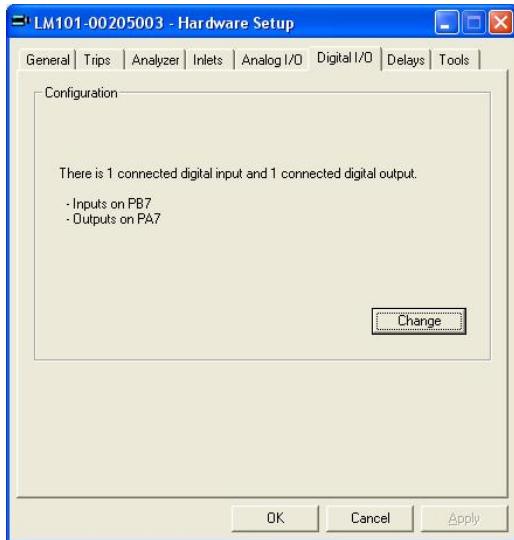 LM101-00205003 - Hardware Setup
General Trips Analyzer Inlets Analog I/O Digital I/O Delays Tools
Configuration
There is 1 connected digital input and 1 connected digital output.
- Inputs on PB7
- Outputs on PA7
Change
OK Cancel Apply